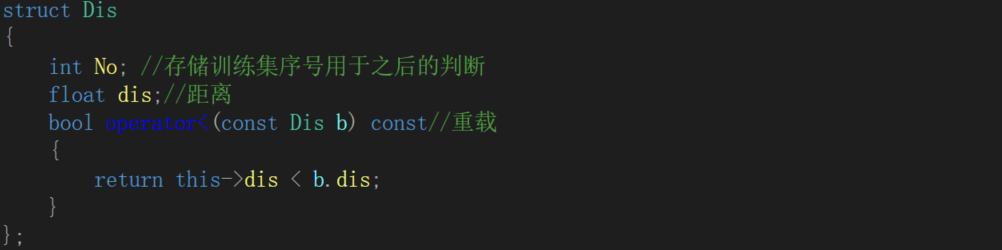 struct Dis
{
    int No; //存储训练集序号用于之后的判断
    float dis;//距离
    bool operator<(const Dis b) const//重载
    {
        return this->dis < b.dis;
    }
};